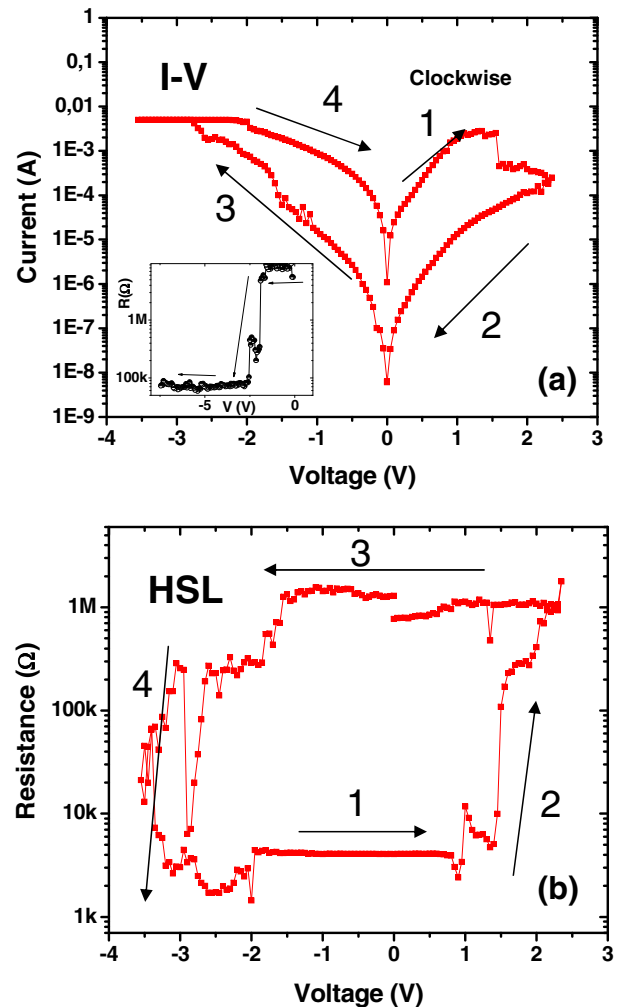 1
0,1
0,01
1E-3
1E-4
1E-5
1E-6
1E-7
1E-8
1E-9
Current (A)
I-V
Clockwise
4
1
3
2
R(Ω)
1M
100k
-5
0
V (V)
(a)
-4
-3
-2
-1
0
1
2
3
Voltage (V)
HSL
3
1M
100k
10k
1k
Resistance (Ω)
4
1
2
(b)
-4
-3
-2
-1
0
1
2
3
Voltage (V)